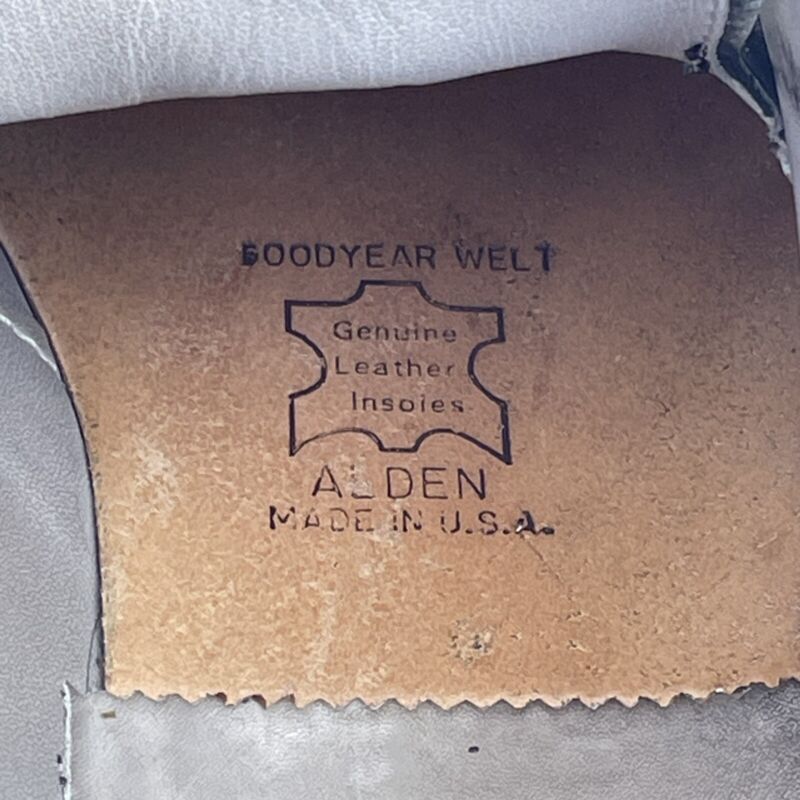 GOODYEAR WELT
Genuine
Leather
Insoles
ALDEN
MADE IN U.S.A.